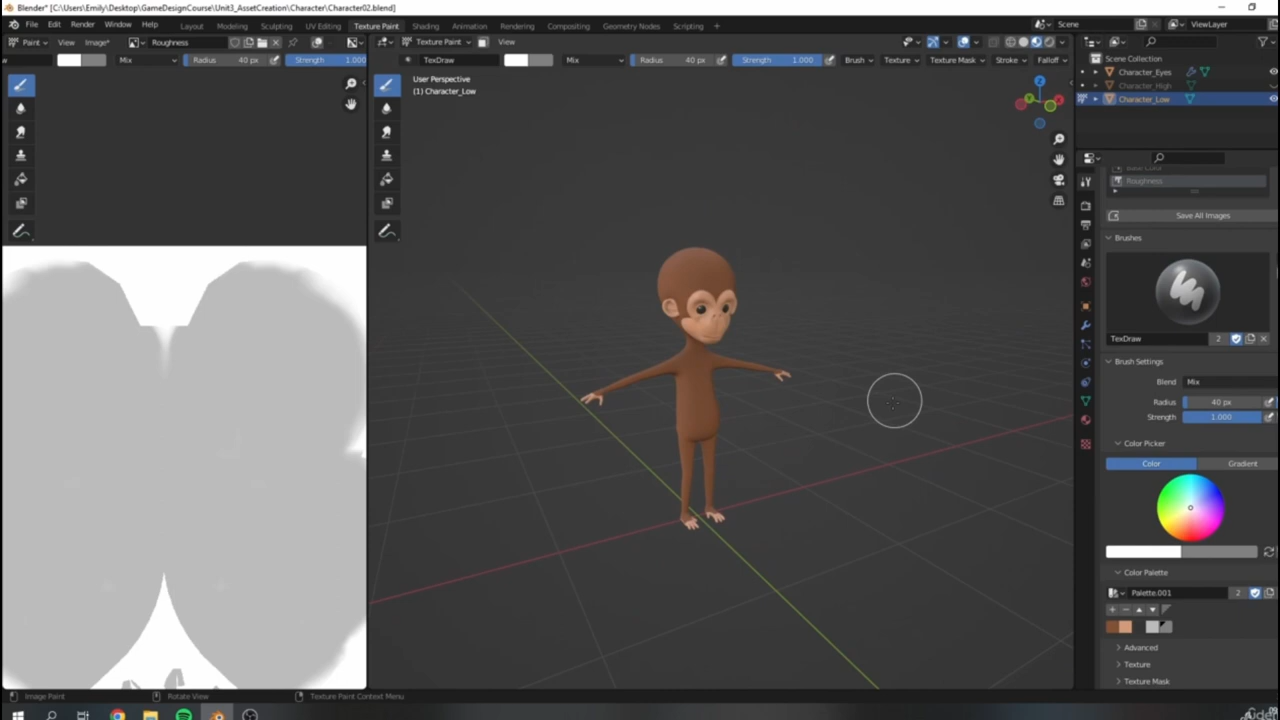 Blender* [C:\Users\Emily\Desktop\GameDesignCourse\Unit3_AssetCreation\Character\Character02.blend]
File Edit Render Window Help Layout Modeling Sculpting UV Editing Texture Paint Shading Animation Rendering Compositing Geometry Nodes Scripting + Scene ViewLayer
Paint View Image* Roughness Texture Paint View
Mix Radius 40 px Strength 1.000 TexDraw Mix Radius 40 px Strength 1.000 Brush Texture Texture Mask Stroke Falloff
Scene Collection
Character_Eyes
Character_High
Character_Low
User Perspective
(1) Character_Low
Z
Y
X
Base Color
Roughness
Save All Images
Brushes
TexDraw 2
Brush Settings
Blend Mix
Radius 40 px
Strength 1.000
Color Picker
Color Gradient
Color Palette
Palette.001 2
Advanced
Texture
Texture Mask
Image Paint Rotate View Texture Paint Context Menu